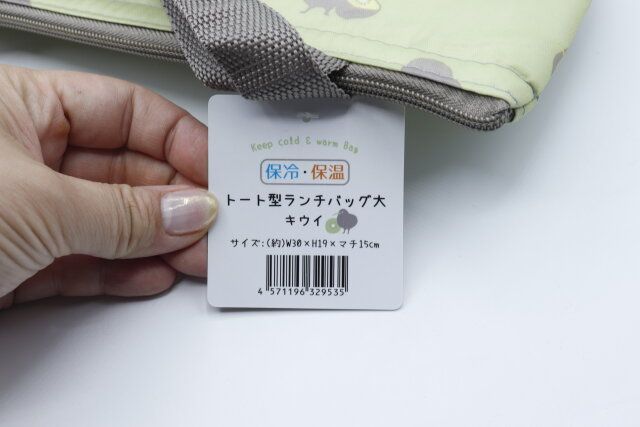 Keep cold & warm Bag
保冷・保温
トート型ランチバッグ大
キウイ
サイズ:(約)W30×H19×マチ15cm
4 571196 329535